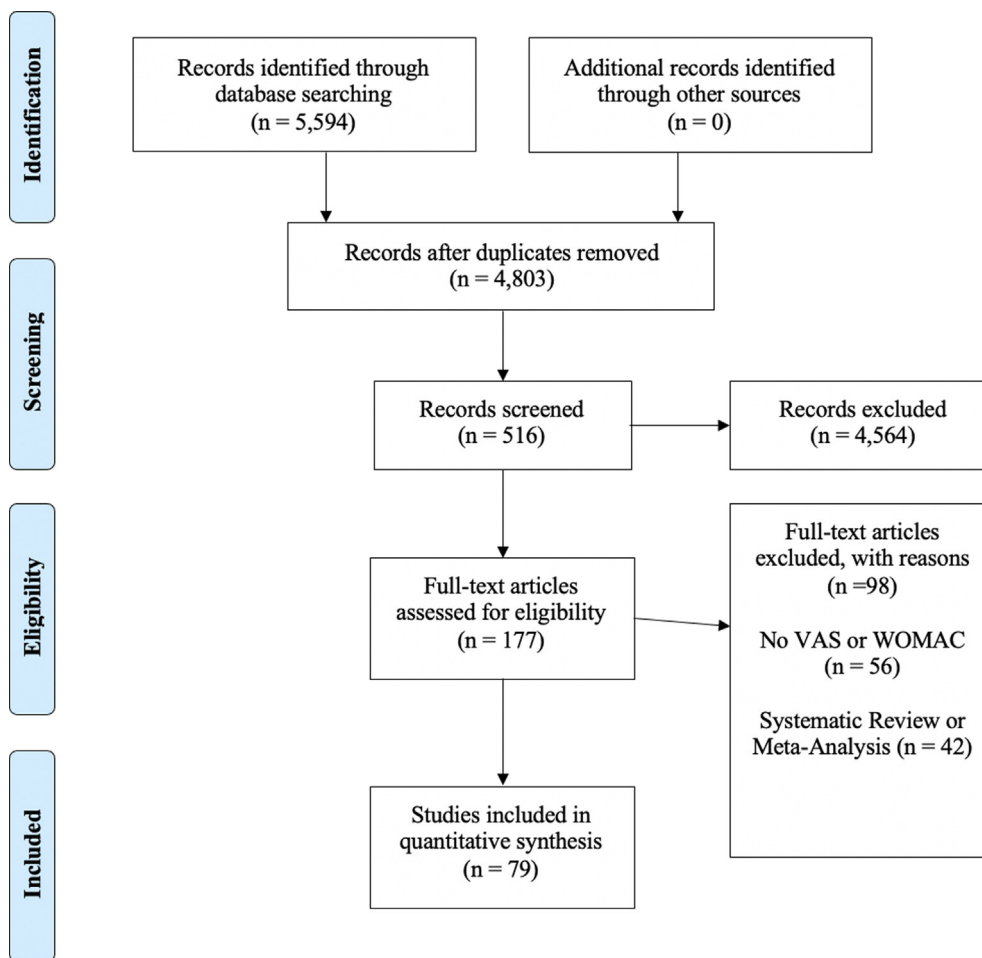 Identification
Records identified through
database searching
(n = 5,594)
Additional records identified
through other sources
(n = 0)
Records after duplicates removed
(n = 4,803)
Screening
Records screened
(n = 516)
Records excluded
(n = 4,564)
Eligibility
Full-text articles
assessed for eligibility
(n = 177)
Full-text articles
excluded, with reasons
(n =98)
No VAS or WOMAC
(n = 56)
Systematic Review or
Meta-Analysis (n = 42)
Included
Studies included in
quantitative synthesis
(n = 79)